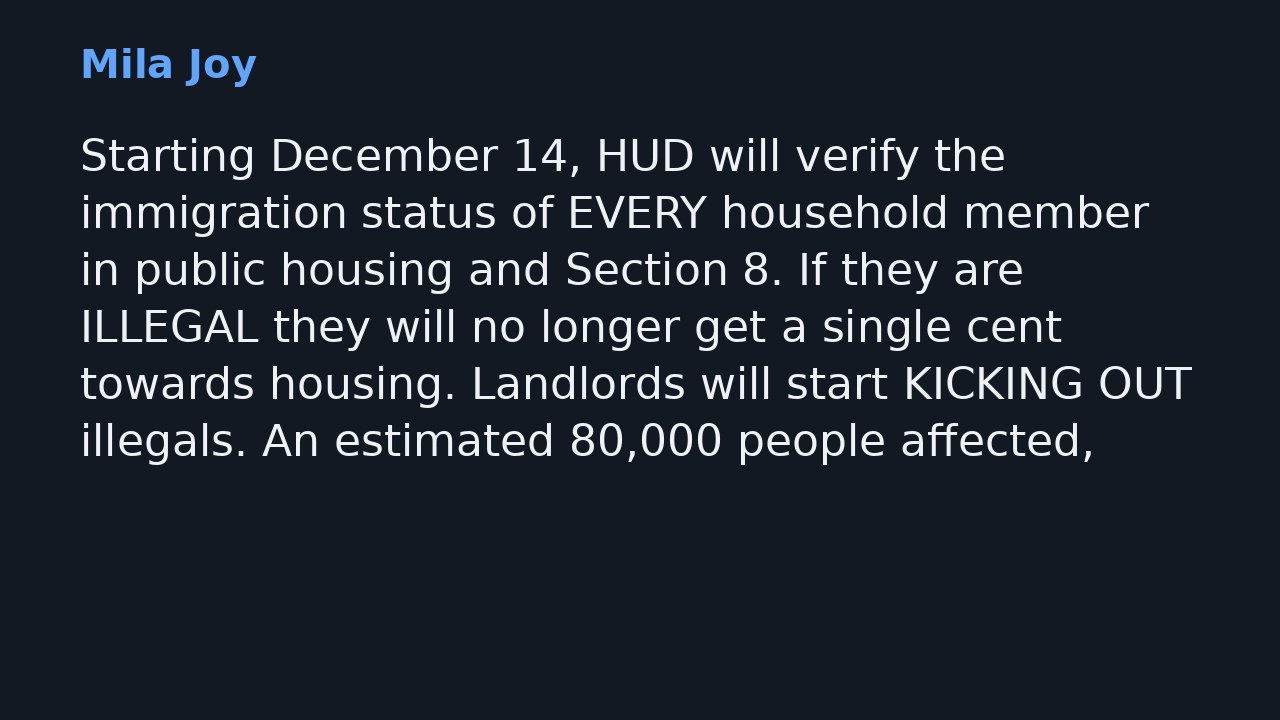 Mila Joy
Starting December 14, HUD will verify the
immigration status of EVERY household member
in public housing and Section 8. If they are
ILLEGAL they will no longer get a single cent
towards housing. Landlords will start KICKING OUT
illegals. An estimated 80,000 people affected,